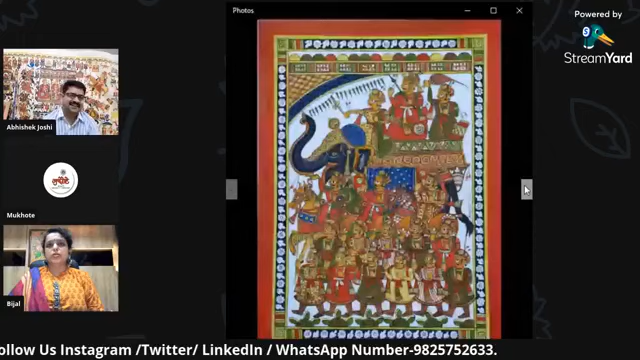 Photos
Powered by
S
StreamYard
Abhishek Joshi
मुखोटे
Mukhote
Bijal
ollow Us Instagram /Twitter/ LinkedIn / WhatsApp Number-9825752633.